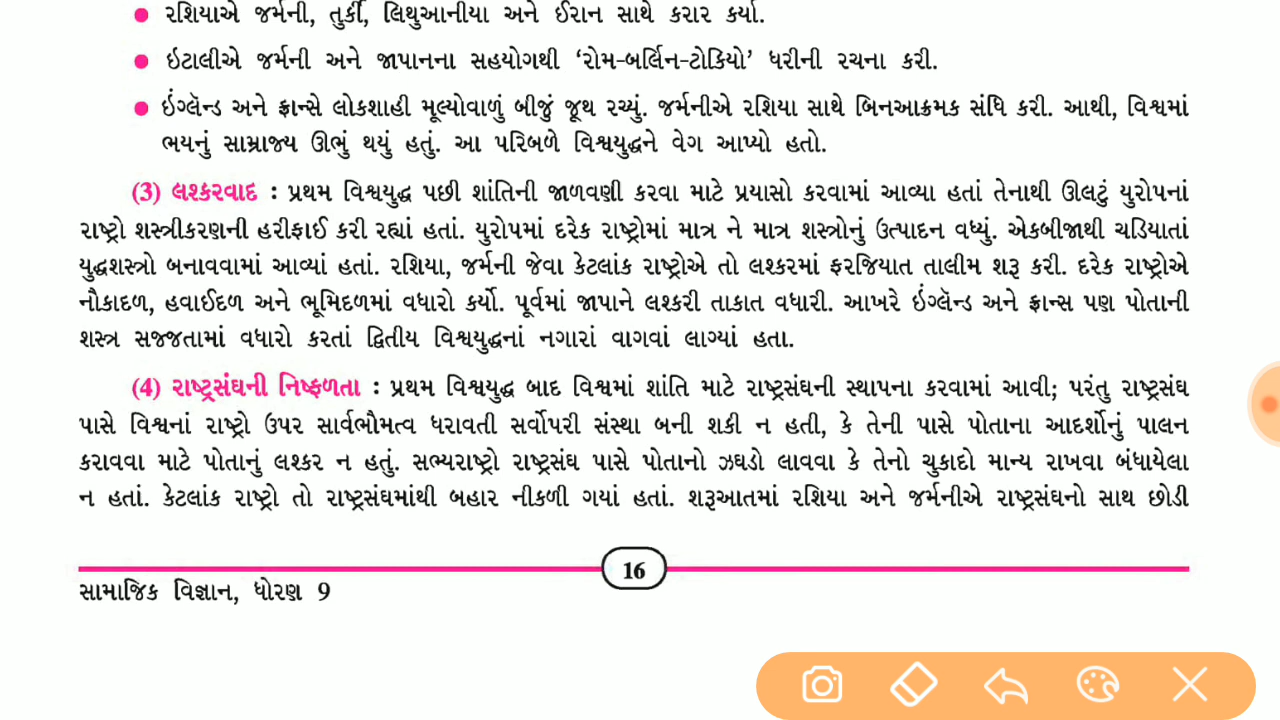 રશિયાએ જર્મની, તુર્કી, લિથુઆનીયા અને ઈરાન સાથે કરાર કર્યા.
ઇટાલીએ જર્મની અને જાપાનના સહયોગથી ‘રોમ-બર્લિન-ટોકિયો’ ધરીની રચના કરી.
ઇંગ્લૅન્ડ અને ફ્રાન્સે લોકશાહી મૂલ્યોવાળું બીજું જૂથ રચ્યું. જર્મનીએ રશિયા સાથે બિનઆક્રમક સંધિ કરી. આથી, વિશ્વમાં
ભયનું સામ્રાજ્ય ઊભું થયું હતું. આ પરિબળે વિશ્વયુદ્ધને વેગ આપ્યો હતો.
(3) લશ્કરવાદ : પ્રથમ વિશ્વયુદ્ધ પછી શાંતિની જાળવણી કરવા માટે પ્રયાસો કરવામાં આવ્યા હતાં તેનાથી ઊલટું યુરોપનાં
રાષ્ટ્રો શસ્ત્રીકરણની હરીફાઈ કરી રહ્યાં હતાં. યુરોપમાં દરેક રાષ્ટ્રોમાં માત્ર ને માત્ર શસ્ત્રોનું ઉત્પાદન વધ્યું. એકબીજાથી ચડિયાતાં
યુદ્ધશસ્ત્રો બનાવવામાં આવ્યાં હતાં. રશિયા, જર્મની જેવા કેટલાંક રાષ્ટ્રોએ તો લશ્કરમાં ફરજિયાત તાલીમ શરૂ કરી. દરેક રાષ્ટ્રોએ
નૌકાદળ, હવાઈદળ અને ભૂમિદળમાં વધારો કર્યો. પૂર્વમાં જાપાને લશ્કરી તાકાત વધારી. આખરે ઇંગ્લૅન્ડ અને ફ્રાન્સ પણ પોતાની
શસ્ત્ર સજ્જતામાં વધારો કરતાં દ્વિતીય વિશ્વયુદ્ધનાં નગારાં વાગવાં લાગ્યાં હતા.
(4) રાષ્ટ્રસંઘની નિષ્ફળતા : પ્રથમ વિશ્વયુદ્ધ બાદ વિશ્વમાં શાંતિ માટે રાષ્ટ્રસંઘની સ્થાપના કરવામાં આવી; પરંતુ રાષ્ટ્રસંઘ
પાસે વિશ્વનાં રાષ્ટ્રો ઉપર સાર્વભૌમત્વ ધરાવતી સર્વોપરી સંસ્થા બની શકી ન હતી, કે તેની પાસે પોતાના આદર્શોનું પાલન
કરાવવા માટે પોતાનું લશ્કર ન હતું. સભ્યરાષ્ટ્રો રાષ્ટ્રસંઘ પાસે પોતાનો ઝઘડો લાવવા કે તેનો ચુકાદો માન્ય રાખવા બંધાયેલા
ન હતાં. કેટલાંક રાષ્ટ્રો તો રાષ્ટ્રસંઘમાંથી બહાર નીકળી ગયાં હતાં. શરૂઆતમાં રશિયા અને જર્મનીએ રાષ્ટ્રસંઘનો સાથ છોડી
16
સામાજિક વિજ્ઞાન, ધોરણ 9